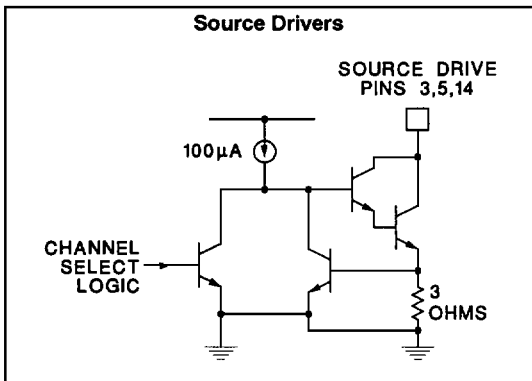 Source Drivers
SOURCE DRIVE
PINS 3,5,14
100µA
CHANNEL
SELECT
LOGIC
3
OHMS